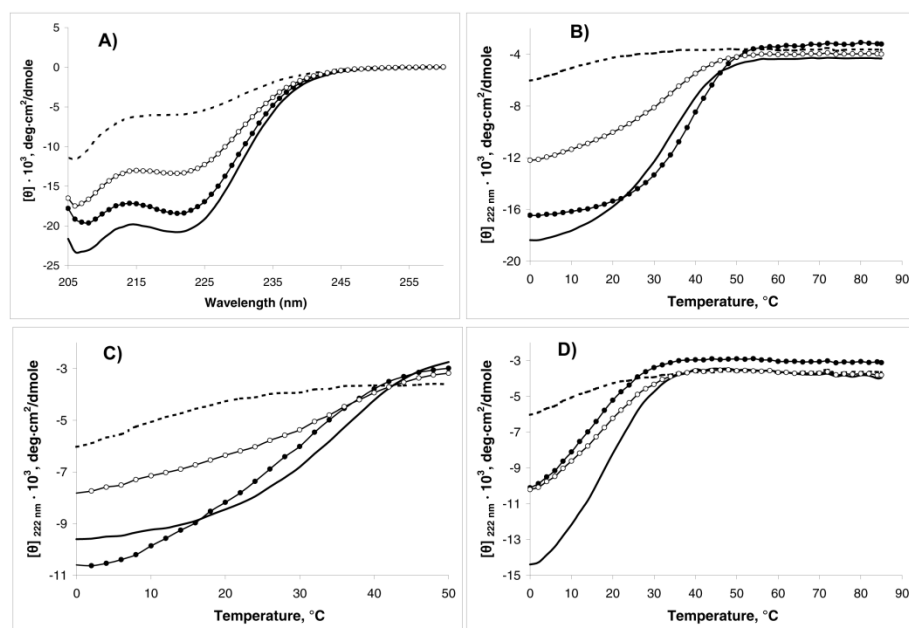 A)
5
0
-5
-10
-15
-20
-25
205 215 225 235 245 255
Wavelength (nm)
[θ] · 10³, deg·cm²/dmole
B)
-4
-8
-12
-16
-20
0 10 20 30 40 50 60 70 80 90
Temperature, °C
[θ] 222 nm · 10³, deg·cm²/dmole
C)
-3
-5
-7
-9
-11
0 10 20 30 40 50
Temperature, °C
[θ] 222 nm · 10³, deg·cm²/dmole
D)
-3
-5
-7
-9
-11
-13
-15
0 10 20 30 40 50 60 70 80 90
Temperature, °C
[θ] 222 nm · 10³, deg·cm²/dmole